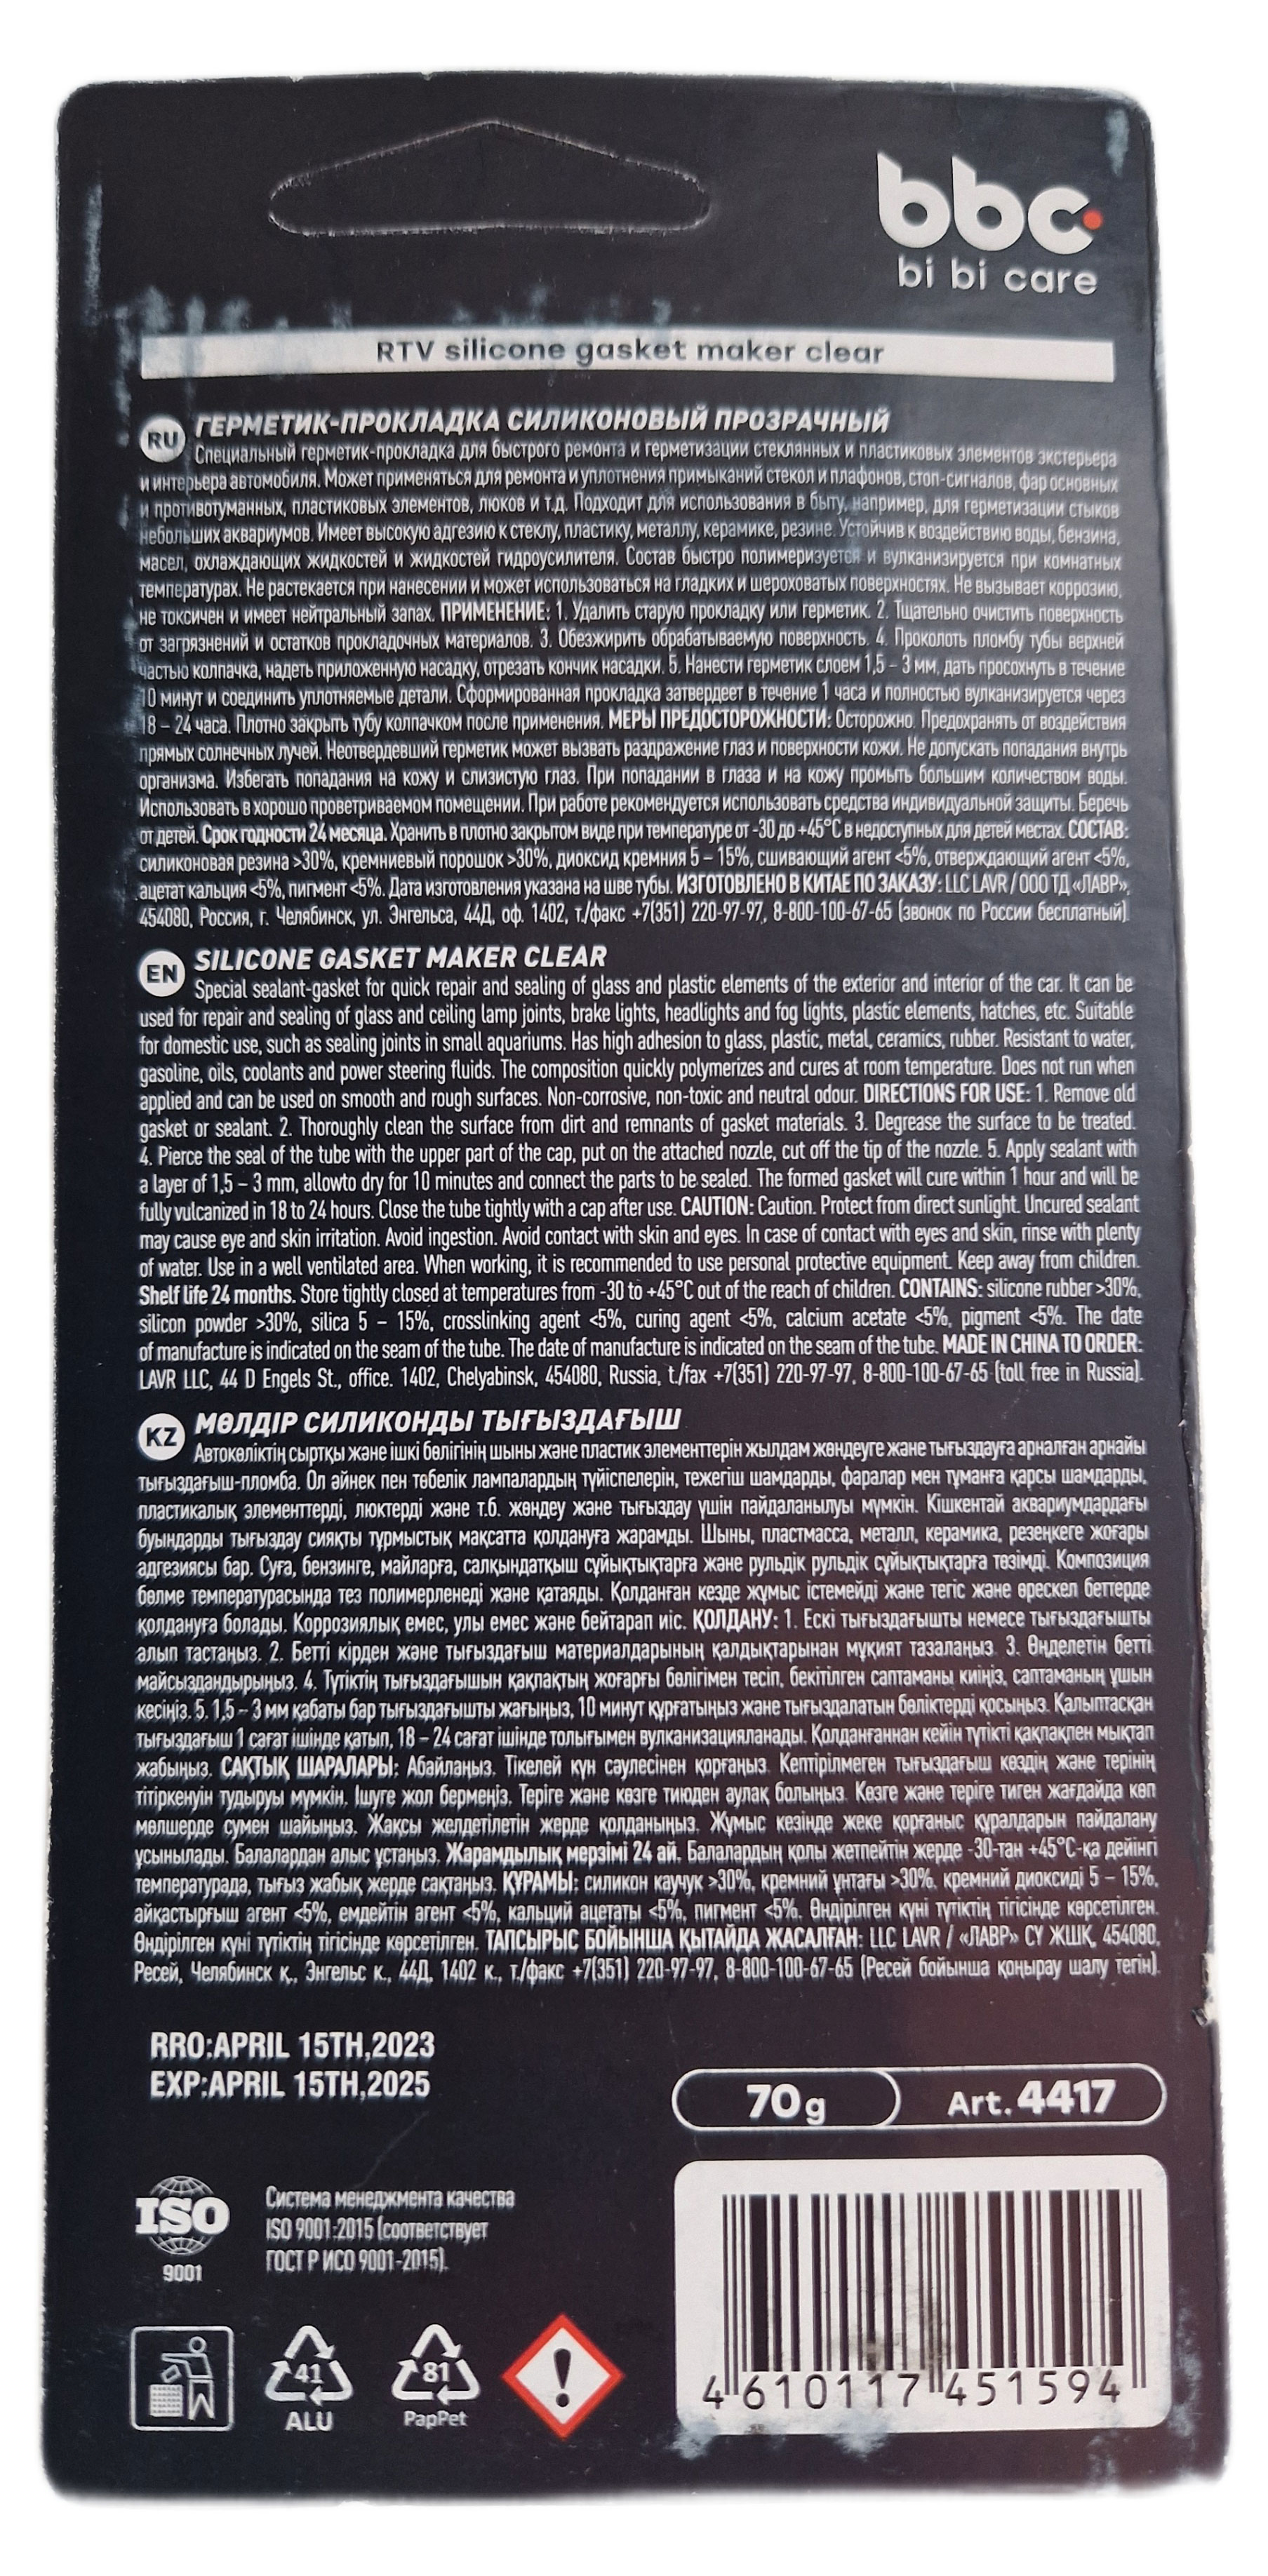 bbc
bi bi care
RTV silicone gasket maker clear
RU
ГЕРМЕТИК-ПРОКЛАДКА СИЛИКОНОВЫЙ ПРОЗРАЧНЫЙ
Специальный герметик-прокладка для быстрого ремонта и герметизации стеклянных и пластиковых элементов экстерьера
и интерьера автомобиля. Может применяться для ремонта и уплотнения примыканий стекол и плафонов, стоп-сигналов, фар основных
и противотуманных, пластиковых элементов, люков и т.д. Подходит для использования в быту, например, для герметизации стыков
небольших аквариумов. Имеет высокую адгезию к стеклу, пластику, металлу, керамике, резине. Устойчив к воздействию воды, бензина,
масел, охлаждающих жидкостей и жидкостей гидроусилителя. Состав быстро полимеризуется и вулканизируется при комнатных
температурах. Не растекается при нанесении и может использоваться на гладких и шероховатых поверхностях. Не вызывает коррозию,
не токсичен и имеет нейтральный запах. ПРИМЕНЕНИЕ: 1. Удалить старую прокладку или герметик. 2. Тщательно очистить поверхность
от загрязнений и остатков прокладочных материалов. 3. Обезжирить обрабатываемую поверхность. 4. Проколоть пломбу тубы верхней
частью колпачка, надеть приложенную насадку, отрезать кончик насадки. 5. Нанести герметик слоем 1,5 – 3 мм, дать просохнуть в течение
10 минут и соединить уплотняемые детали. Сформированная прокладка затвердеет в течение 1 часа и полностью вулканизируется через
18 – 24 часа. Плотно закрыть тубу колпачком после применения. МЕРЫ ПРЕДОСТОРОЖНОСТИ: Осторожно. Предохранять от воздействия
прямых солнечных лучей. Неотвердевший герметик может вызвать раздражение глаз и поверхности кожи. Не допускать попадания внутрь
организма. Избегать попадания на кожу и слизистую глаз. При попадании в глаза и на кожу промыть большим количеством воды.
Использовать в хорошо проветриваемом помещении. При работе рекомендуется использовать средства индивидуальной защиты. Беречь
от детей. Срок годности 24 месяца. Хранить в плотно закрытом виде при температуре от -30 до +45°С в недоступных для детей местах. СОСТАВ:
силиконовая резина >30%, кремниевый порошок >30%, диоксид кремния 5 – 15%, сшивающий агент <5%, отверждающий агент <5%,
ацетат кальция <5%, пигмент <5%. Дата изготовления указана на шве тубы. ИЗГОТОВЛЕНО В КИТАЕ ПО ЗАКАЗУ: LLC LAVR / ООО ТД «ЛАВР»,
454080, Россия, г. Челябинск, ул. Энгельса, 44Д, оф. 1402, т./факс +7(351) 220-97-97, 8-800-100-67-65 (звонок по России бесплатный)
EN
SILICONE GASKET MAKER CLEAR
Special sealant-gasket for quick repair and sealing of glass and plastic elements of the exterior and interior of the car. It can be
used for repair and sealing of glass and ceiling lamp joints, brake lights, headlights and fog lights, plastic elements, hatches, etc. Suitable
for domestic use, such as sealing joints in small aquariums. Has high adhesion to glass, plastic, metal, ceramics, rubber. Resistant to water,
gasoline, oils, coolants and power steering fluids. The composition quickly polymerizes and cures at room temperature. Does not run when
applied and can be used on smooth and rough surfaces. Non-corrosive, non-toxic and neutral odour. DIRECTIONS FOR USE: 1. Remove old
gasket or sealant. 2. Thoroughly clean the surface from dirt and remnants of gasket materials. 3. Degrease the surface to be treated.
4. Pierce the seal of the tube with the upper part of the cap, put on the attached nozzle, cut off the tip of the nozzle. 5. Apply sealant with
a layer of 1,5 – 3 mm, allowto dry for 10 minutes and connect the parts to be sealed. The formed gasket will cure within 1 hour and will be
fully vulcanized in 18 to 24 hours. Close the tube tightly with a cap after use. CAUTION: Caution. Protect from direct sunlight. Uncured sealant
may cause eye and skin irritation. Avoid ingestion. Avoid contact with skin and eyes. In case of contact with eyes and skin, rinse with plenty
of water. Use in a well ventilated area. When working, it is recommended to use personal protective equipment. Keep away from children.
Shelf life 24 months. Store tightly closed at temperatures from -30 to +45°C out of the reach of children. CONTAINS: silicone rubber >30%,
silicon powder >30%, silica 5 – 15%, crosslinking agent <5%, curing agent <5%, calcium acetate <5%, pigment <5%. The date
of manufacture is indicated on the seam of the tube. The date of manufacture is indicated on the seam of the tube. MADE IN CHINA TO ORDER:
LAVR LLC, 44 D Engels St., office. 1402, Chelyabinsk, 454080, Russia, t./fax +7(351) 220-97-97, 8-800-100-67-65 (toll free in Russia).
KZ
МӨЛДІР СИЛИКОНДЫ ТЫҒЫЗДАҒЫШ
Автокөліктің сыртқы және ішкі бөлігінің шыны және пластик элементтерін жылдам жөндеуге және тығыздауға арналған арнайы
тығыздағыш-пломба. Ол әйнек пен төбелік лампалардың түйіспелерін, тежегіш шамдарды, фаралар мен тұманға қарсы шамдарды,
пластикалық элементтерді, люктерді және т.б. жөндеу және тығыздау үшін пайдаланылуы мүмкін. Кішкентай аквариумдардағы
буындарды тығыздау сияқты тұрмыстық мақсатта қолдануға жарамды. Шыны, пластмасса, металл, керамика, резеңкеге жоғары
адгезиясы бар. Суға, бензинге, майларға, салқындатқыш сұйықтықтарға және рульдік рульдік сұйықтықтарға төзімді. Композиция
бөлме температурасында тез полимерленеді және қатаяды. Қолданған кезде жұмыс істемейді және тегіс және өрескел беттерде
қолдануға болады. Коррозиялық емес, улы емес және бейтарап иіс. ҚОЛДАНУ: 1. Ескі тығыздағышты немесе тығыздағышты
алып тастаңыз. 2. Бетті кірден және тығыздағыш материалдарының қалдықтарынан мұқият тазалаңыз. 3. Өңделетін бетті
майсыздандырыңыз. 4. Түтіктің тығыздағышын қақпақтың жоғарғы бөлігімен тесіп, бекітілген саптаманы киіңіз, саптаманың ұшын
кесіңіз. 5. 1,5 – 3 мм қабаты бар тығыздағышты жағыңыз, 10 минут құрғатыңыз және тығыздалатын бөліктерді қосыңыз. Қалыптасқан
тығыздағыш 1 сағат ішінде қатып, 18 – 24 сағат ішінде толығымен вулканизацияланады. Қолданғаннан кейін түтікті қақпақпен мықтап
жабыңыз. САҚТЫҚ ШАРАЛАРЫ: Абайлаңыз. Тікелей күн сәулесінен қорғаңыз. Кептірілмеген тығыздағыш көздің және терінің
тітіркенуін тудыруы мүмкін. Ішуге жол бермеңіз. Теріге және көзге тиюден аулақ болыңыз. Көзге және теріге тиген жағдайда көп
мөлшерде сумен шайыңыз. Жақсы желдетілетін жерде қолданыңыз. Жұмыс кезінде жеке қорғаныс құралдарын пайдалану
усынылады. Балалардан алыс ұстаңыз. Жарамдылық мерзімі 24 ай. Балалардың қолы жетпейтін жерде -30-тан +45°С-қа дейінгі
температурада, тығыз жабық жерде сақтаңыз. ҚҰРАМЫ: силикон каучук >30%, кремний ұнтағы >30%, кремний диоксиді 5 – 15%,
айқастырғыш агент <5%, емдейтін агент <5%, кальций ацетаты <5%, пигмент <5%. Өндірілген күні түтіктің тігісінде көрсетілген.
Өндірілген күні түтіктің тігісінде көрсетілген. ТАПСЫРЫС БОЙЫНША ҚЫТАЙДА ЖАСАЛҒАН: LLC LAVR / «ЛАВР» СҮ ЖШҚ, 454080,
Ресей, Челябинск қ., Энгельс к., 44Д, 1402 к., т./факс +7(351) 220-97-97, 8-800-100-67-65 (Ресей бойынша қоңырау шалу тегін).
RRO:APRIL 15TH,2023
EXP:APRIL 15TH,2025
70g Art.4417
ISO
9001
Система менеджмента качества
ISO 9001:2015 (соответствует
ГОСТ Р ИСО 9001-2015).
41
ALU
81
PapPet
4 610117 451594